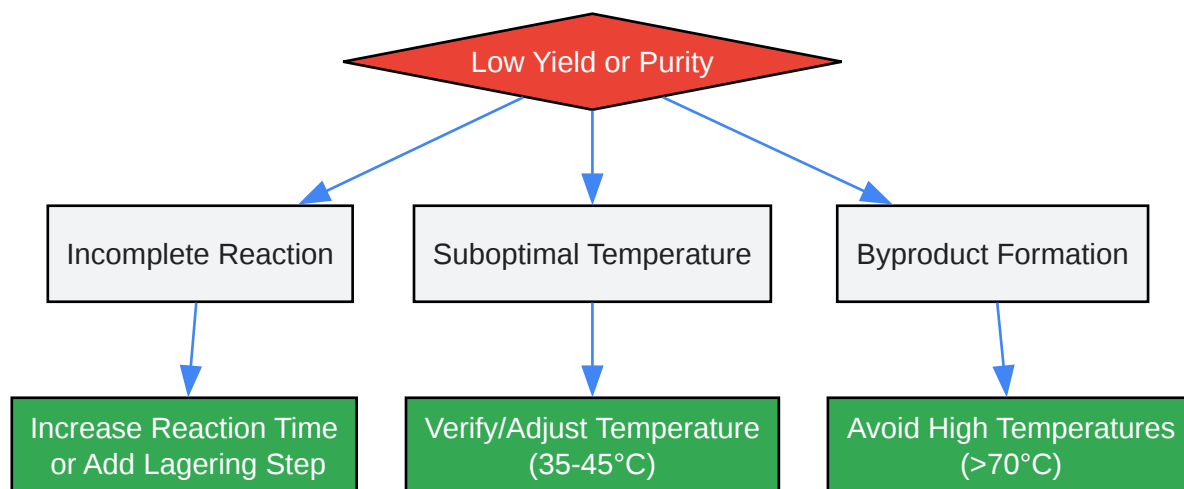 Low Yield or Purity
Incomplete Reaction
Suboptimal Temperature
Byproduct Formation
Increase Reaction Time
or Add Lagering Step
Verify/Adjust Temperature
(35-45°C)
Avoid High Temperatures
(>70°C)